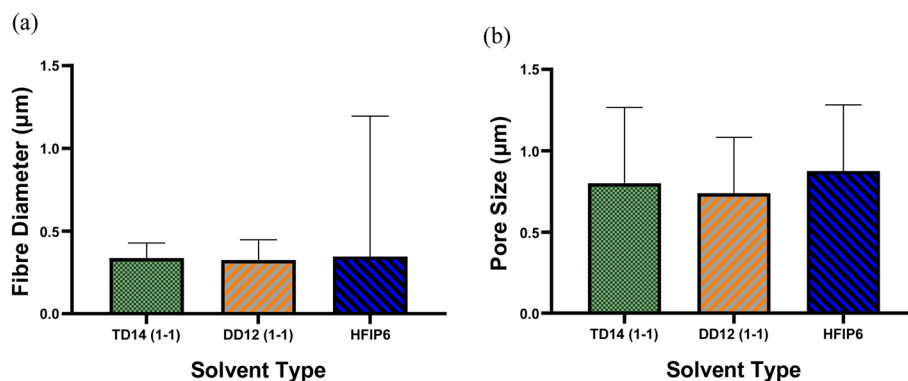 (a)
Fibre Diameter (µm)
1.5
1.0
0.5
0.0
TD14 (1-1) DD12 (1-1) HFIP6
Solvent Type
(b)
Pore Size (µm)
1.5
1.0
0.5
0.0
TD14 (1-1) DD12 (1-1) HFIP6
Solvent Type